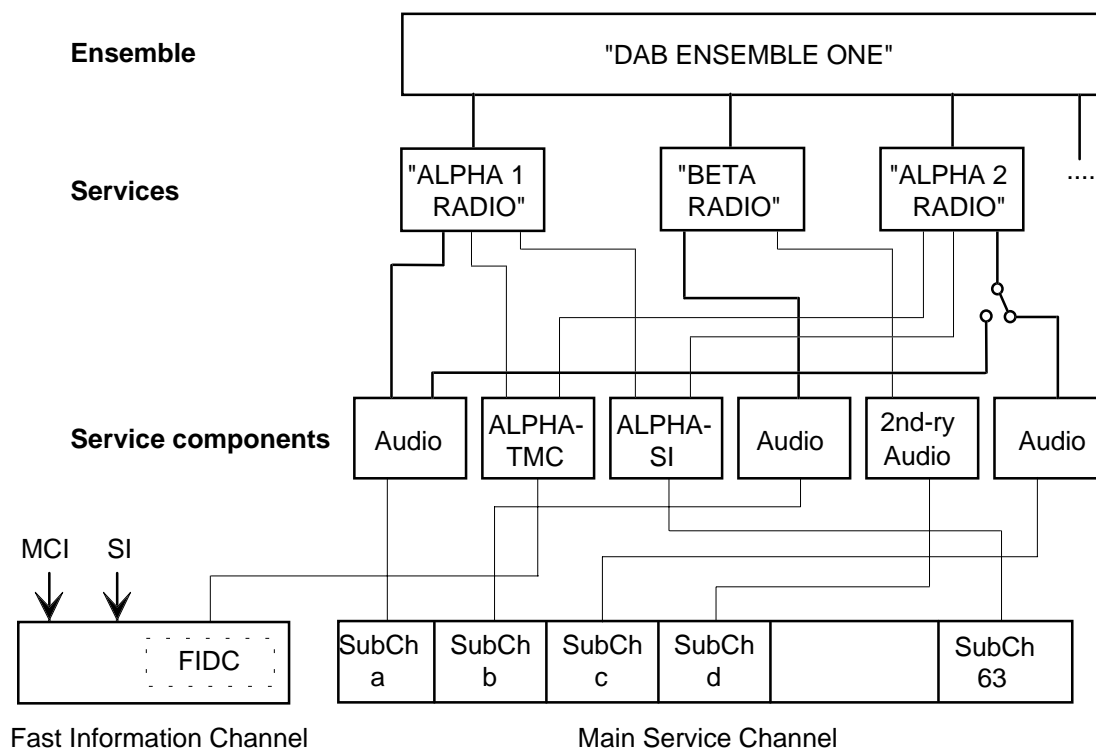 Ensemble
"DAB ENSEMBLE ONE"
Services
"ALPHA 1
RADIO"
"BETA
RADIO"
"ALPHA 2
RADIO"
....
Service components
Audio
ALPHA-
TMC
ALPHA-
SI
Audio
2nd-ry
Audio
Audio
MCI
SI
FIDC
SubCh
a
SubCh
b
SubCh
c
SubCh
d
SubCh
63
Fast Information Channel
Main Service Channel